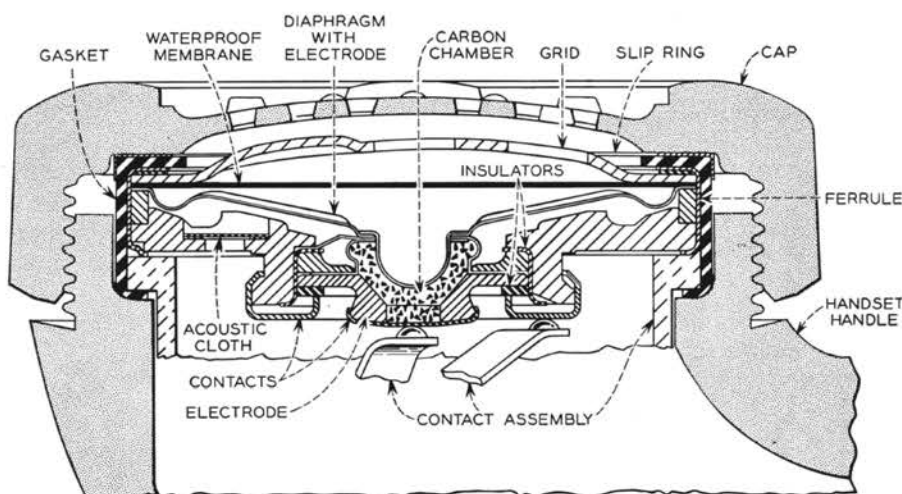 GASKET
WATERPROOF
MEMBRANE
DIAPHRAGM
WITH
ELECTRODE
CARBON
CHAMBER
GRID
SLIP RING
CAP
INSULATORS
FERRULE
ACOUSTIC
CLOTH
HANDSET
HANDLE
CONTACTS
ELECTRODE
CONTACT ASSEMBLY